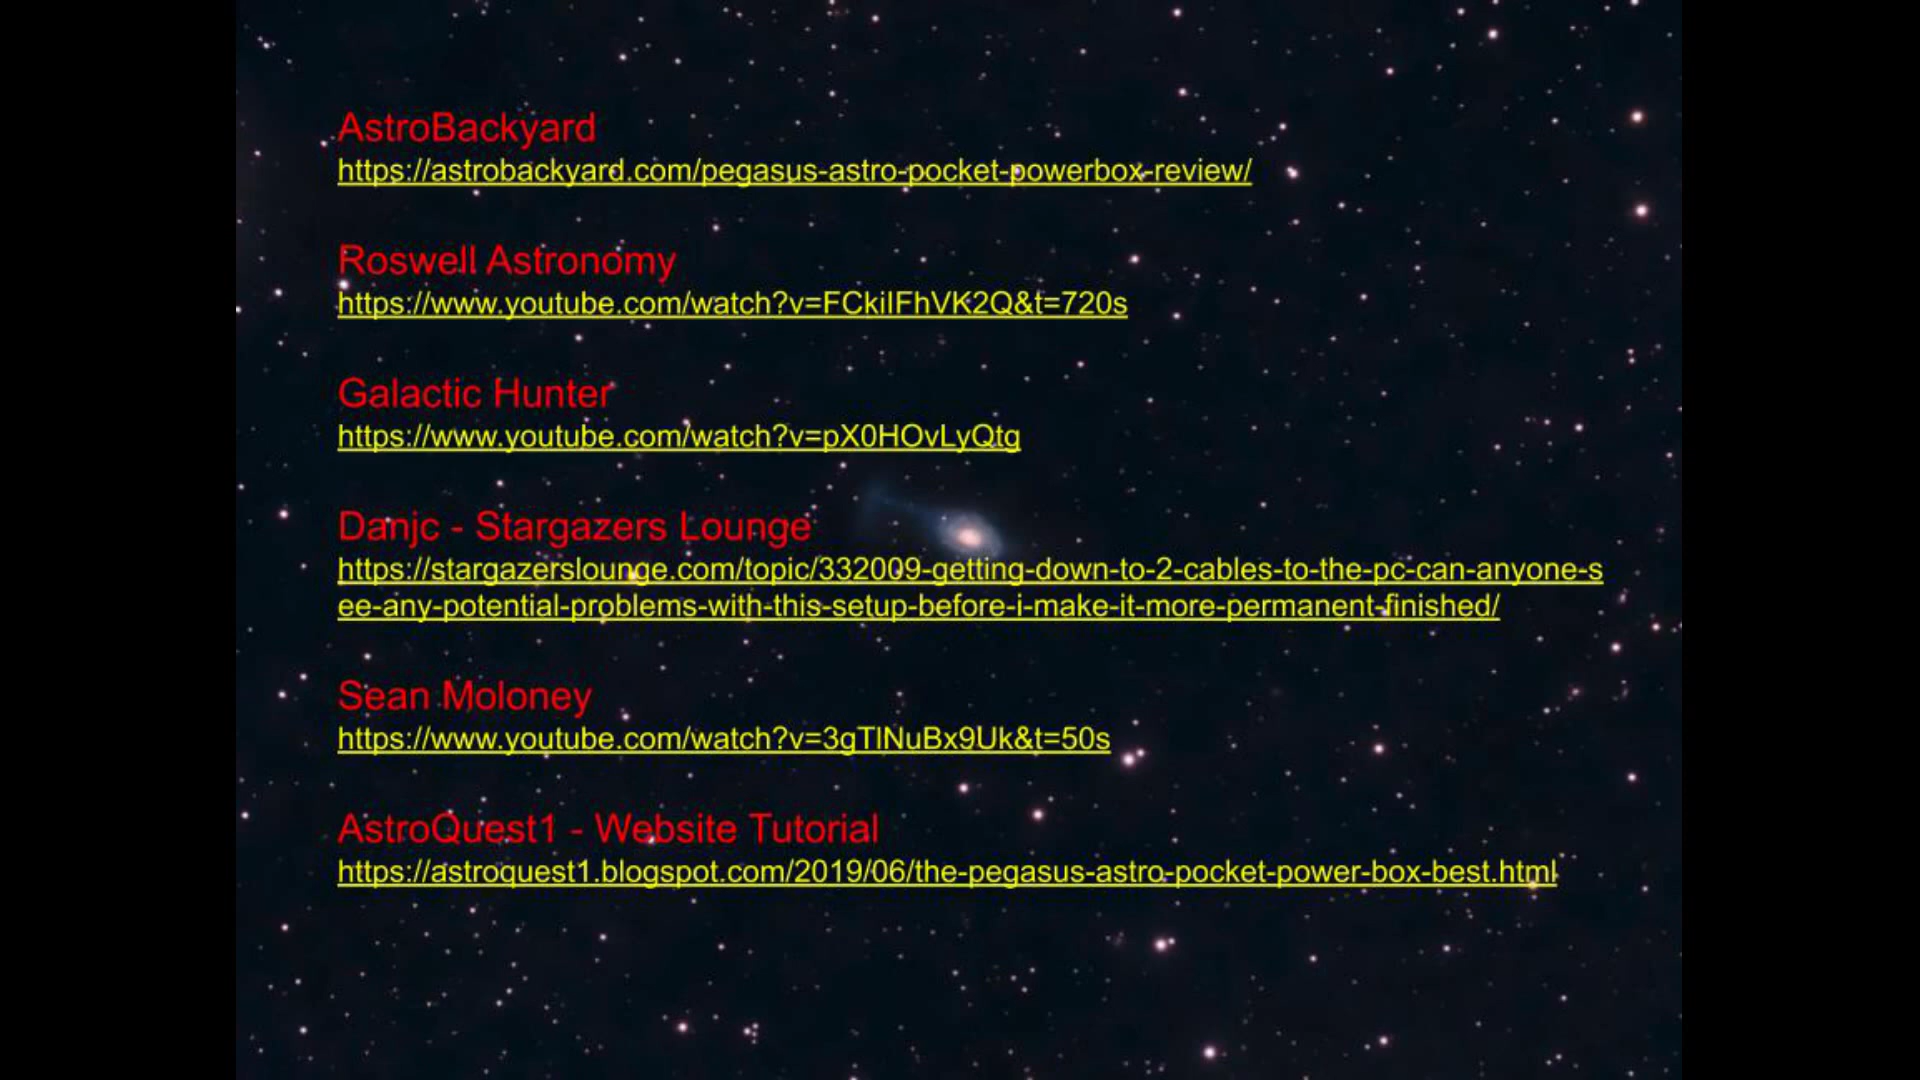 AstroBackyard
https://astrobackyard.com/pegasus-astro-pocket-powerbox-review/
Roswell Astronomy
https://www.youtube.com/watch?v=FCkiIFhVK2Q&t=720s
Galactic Hunter
https://www.youtube.com/watch?v=pX0HOvLyQtg
Danjc - Stargazers Lounge
https://stargazerslounge.com/topic/332009-getting-down-to-2-cables-to-the-pc-can-anyone-s
ee-any-potential-problems-with-this-setup-before-i-make-it-more-permanent-finished/
Sean Moloney
https://www.youtube.com/watch?v=3gTlNuBx9Uk&t=50s
AstroQuest1 - Website Tutorial
https://astroquest1.blogspot.com/2019/06/the-pegasus-astro-pocket-power-box-best.html